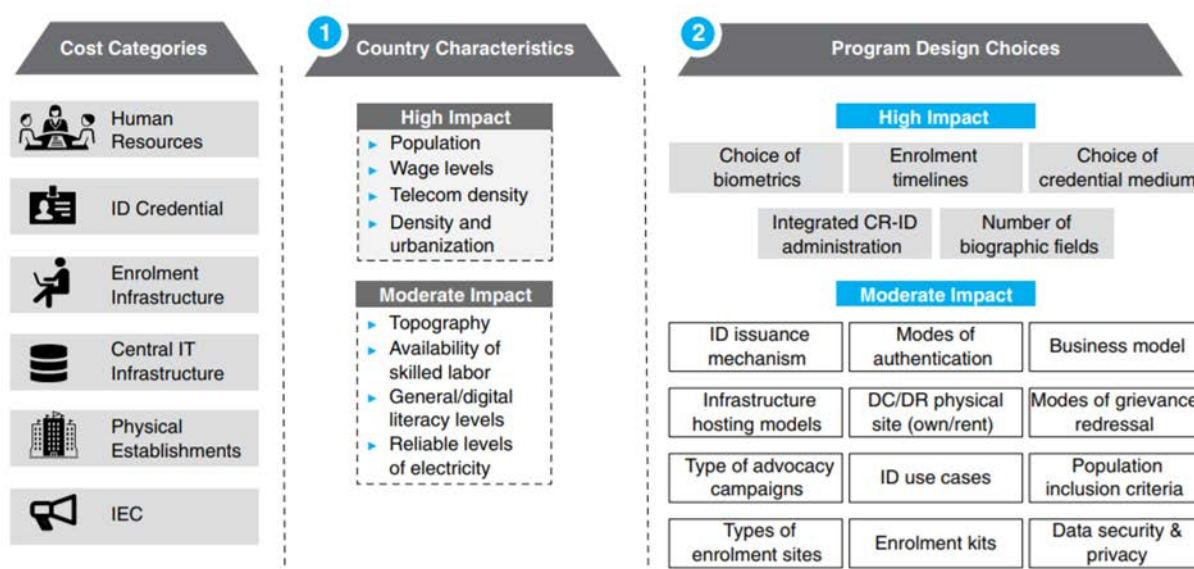 Cost Categories
Human
Resources
ID Credential
Enrolment
Infrastructure
Central IT
Infrastructure
Physical
Establishments
IEC
1
Country Characteristics
High Impact
Population
Wage levels
Telecom density
Density and
urbanization
Moderate Impact
Topography
Availability of
skilled labor
General/digital
literacy levels
Reliable levels
of electricity
2
Program Design Choices
High Impact
Choice of
biometrics
Enrolment
timelines
Choice of
credential medium
Integrated CR-ID
administration
Number of
biographic fields
Moderate Impact
ID issuance
mechanism
Modes of
authentication
Business model
Infrastructure
hosting models
DC/DR physical
site (own/rent)
Modes of grievance
redressal
Type of advocacy
campaigns
ID use cases
Population
inclusion criteria
Types of
enrolment sites
Enrolment kits
Data security &
privacy